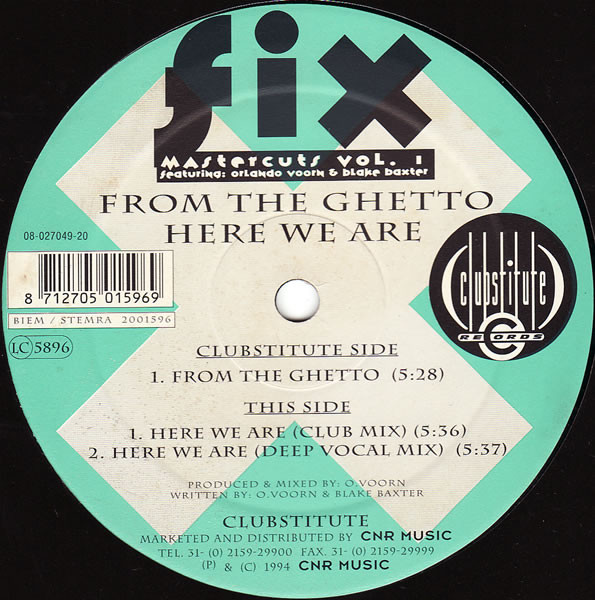 fix
MASTERCUTS VOL. 1
featuring: orlando voorn & blake baxter
FROM THE GHETTO
HERE WE ARE
08-027049-20
8 712705 015969
BIEM / STEMRA 2001596
LC 5896
clubstitute
RECORDS
CLUBSTITUTE SIDE
1. FROM THE GHETTO (5:28)
THIS SIDE
1. HERE WE ARE (CLUB MIX) (5:36)
2. HERE WE ARE (DEEP VOCAL MIX) (5:37)
PRODUCED & MIXED BY: O.VOORN
WRITTEN BY: O.VOORN & BLAKE BAXTER
CLUBSTITUTE
MARKETED AND DISTRIBUTED BY CNR MUSIC
TEL. 31- (0) 2159-29900 FAX. 31- (0) 2159-29999
(P) & (C) 1994 CNR MUSIC